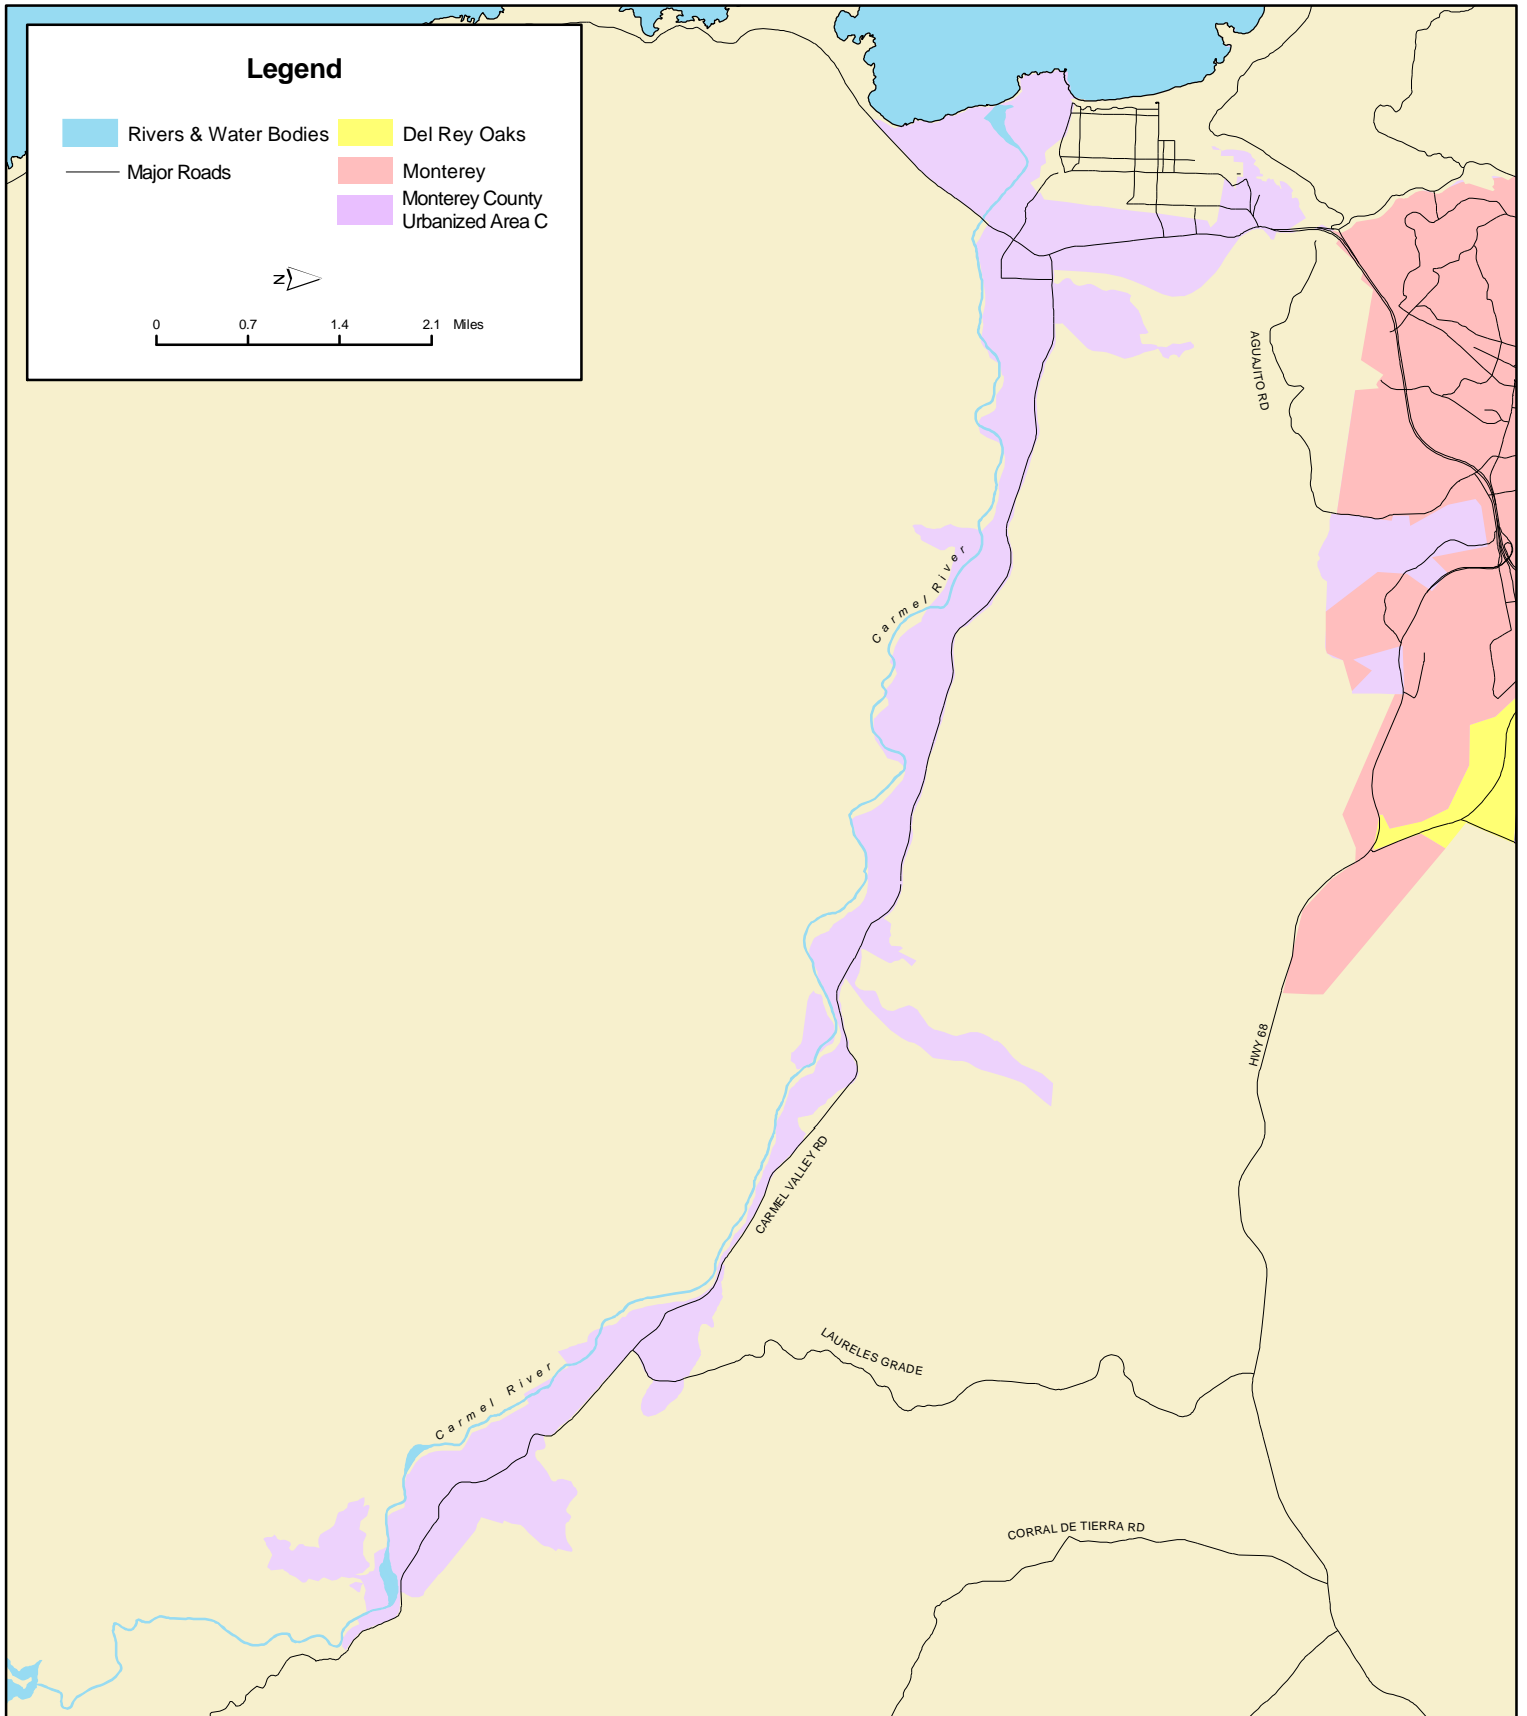 Legend
Rivers & Water Bodies
Major Roads
Del Rey Oaks
Monterey
Monterey County
Urbanized Area C
N
0 0.7 1.4 2.1 Miles
AGUAJITO RD
Carmel River
HWY 68
CARMEL VALLEY RD
LAURELES GRADE
Carmel River
CORRAL DE TIERRA RD